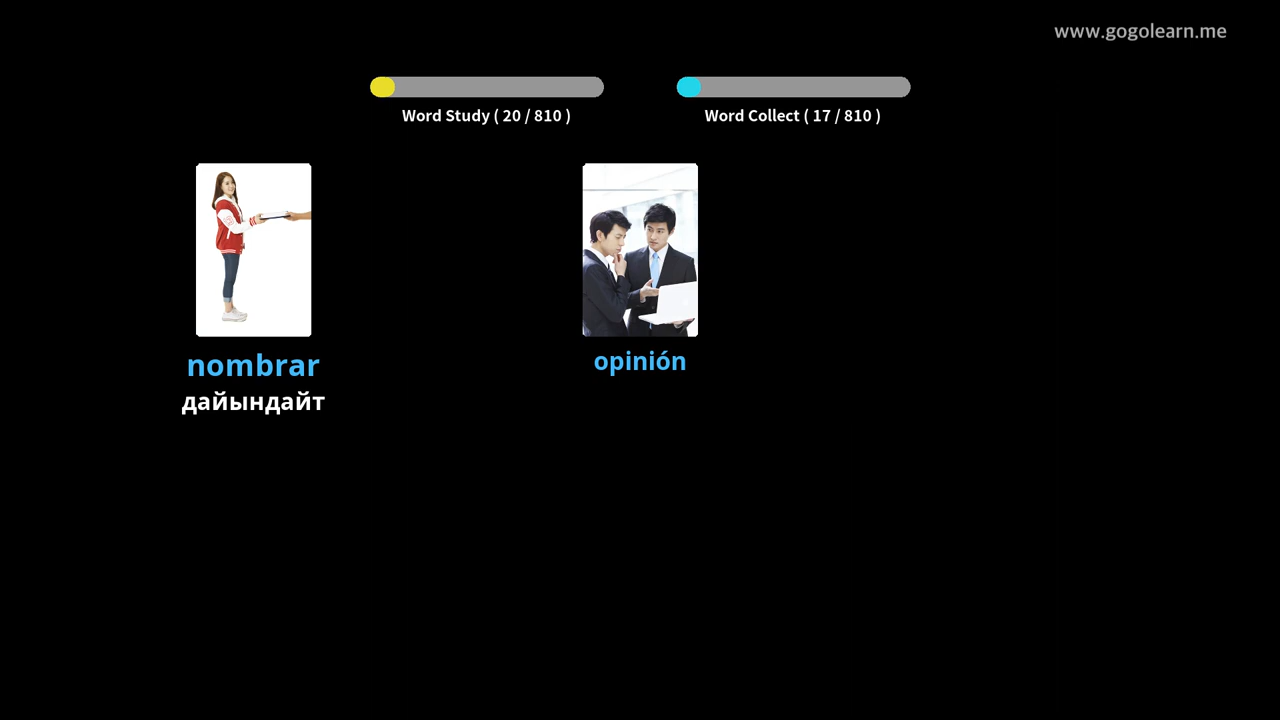 www.gogolearn.me
Word Study ( 20 / 810 )
Word Collect ( 17 / 810 )
nombrar
дайындайт
opinión